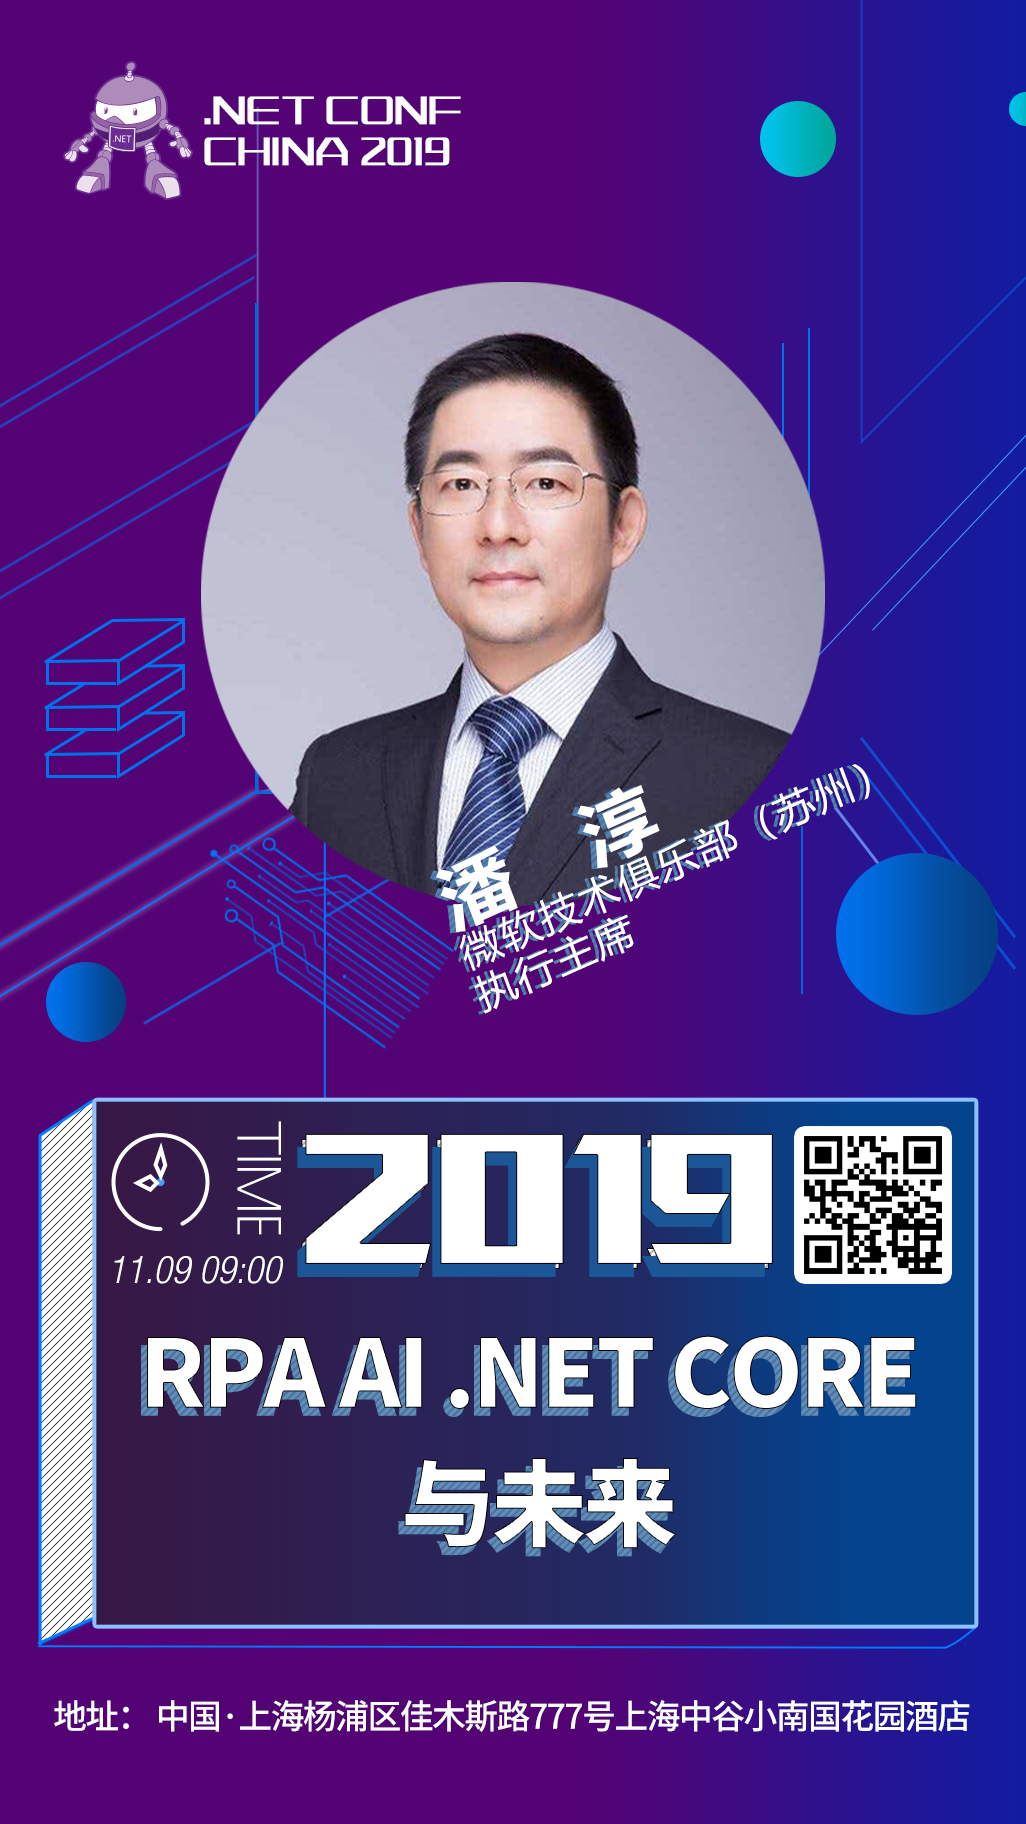 .NET
.NET CONF
CHINA 2019
潘 淳
微软技术俱乐部（苏州）
执行主席
TIME
11.09 09:00
2019
RPA AI .NET CORE
与未来
地址： 中国·上海杨浦区佳木斯路777号上海中谷小南国花园酒店